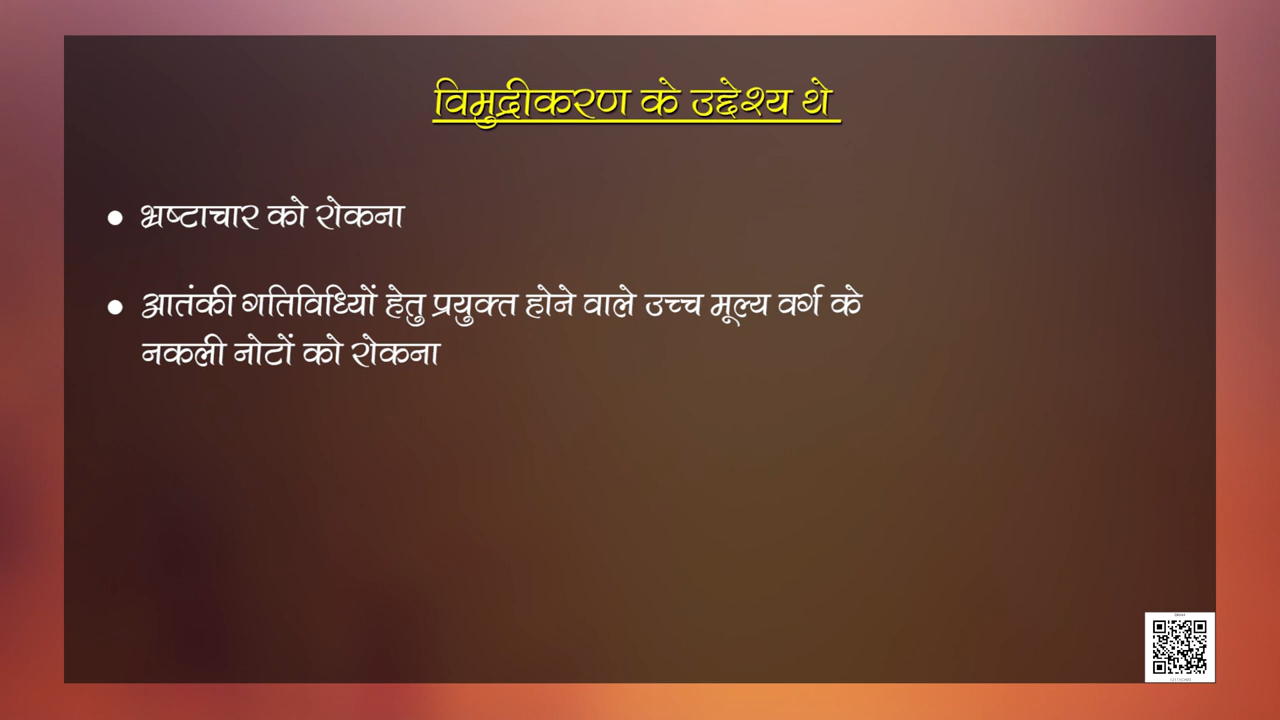 विमुद्रीकरण के उद्देश्य थे
• भ्रष्टाचार को रोकना
• आतंकी गतिविधियों हेतु प्रयुक्त होने वाले उच्च मूल्य वर्ग के
नकली नोटों को रोकना